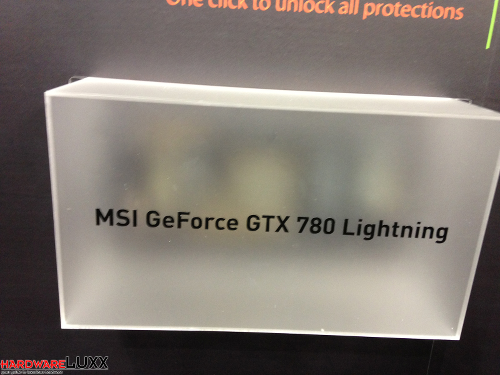 One click to unlock all protections
MSI GeForce GTX 780 Lightning
HARDWARELUXX